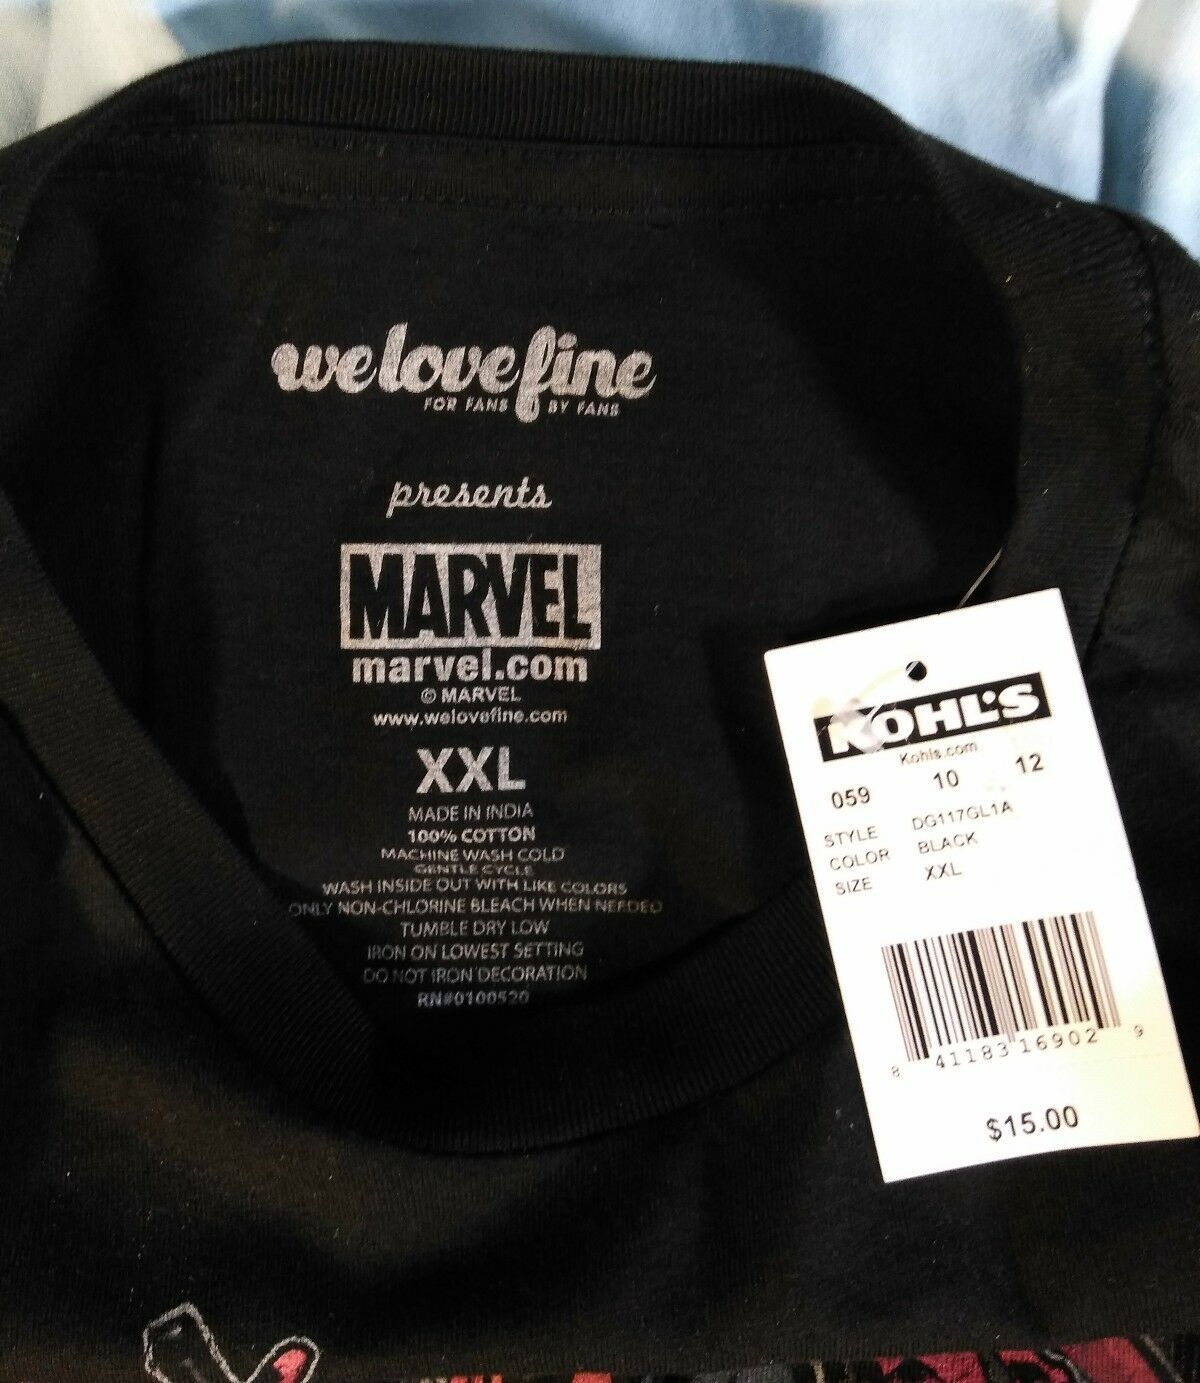 welovefine
FOR FANS BY FANS
presents
MARVEL
marvel.com
© MARVEL
www.welovefine.com
XXL
MADE IN INDIA
100% COTTON
MACHINE WASH COLD
GENTLE CYCLE
WASH INSIDE OUT WITH LIKE COLORS
ONLY NON-CHLORINE BLEACH WHEN NEEDED
TUMBLE DRY LOW
IRON ON LOWEST SETTING
DO NOT IRON DECORATION
RN#0100520
KOHL'S
Kohls.com
059 10 12
STYLE DG117GL1A
COLOR BLACK
SIZE XXL
8 41183 16902 9
$15.00